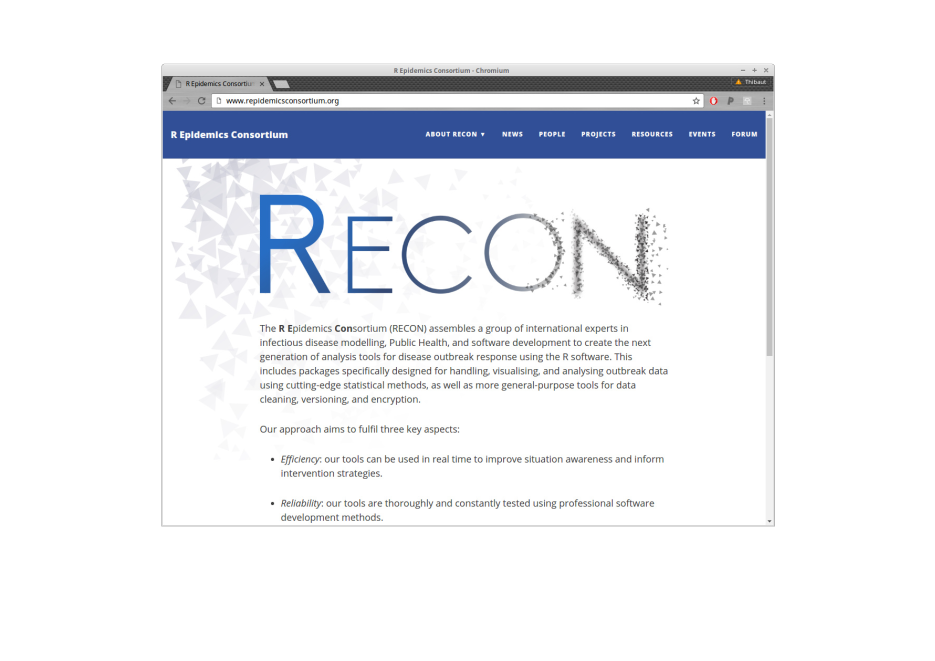 R Epidemics Consortium - Chromium
R Epidemics Consortiu
Thibaut
www.repidemicsconsortium.org
R Epidemics Consortium
ABOUT RECON ▼ NEWS PEOPLE PROJECTS RESOURCES EVENTS FORUM
RECON
The R Epidemics Consortium (RECON) assembles a group of international experts in
infectious disease modelling, Public Health, and software development to create the next
generation of analysis tools for disease outbreak response using the R software. This
includes packages specifically designed for handling, visualising, and analysing outbreak data
using cutting-edge statistical methods, as well as more general-purpose tools for data
cleaning, versioning, and encryption.
Our approach aims to fulfil three key aspects:
• Efficiency: our tools can be used in real time to improve situation awareness and inform
intervention strategies.
• Reliability: our tools are thoroughly and constantly tested using professional software
development methods.